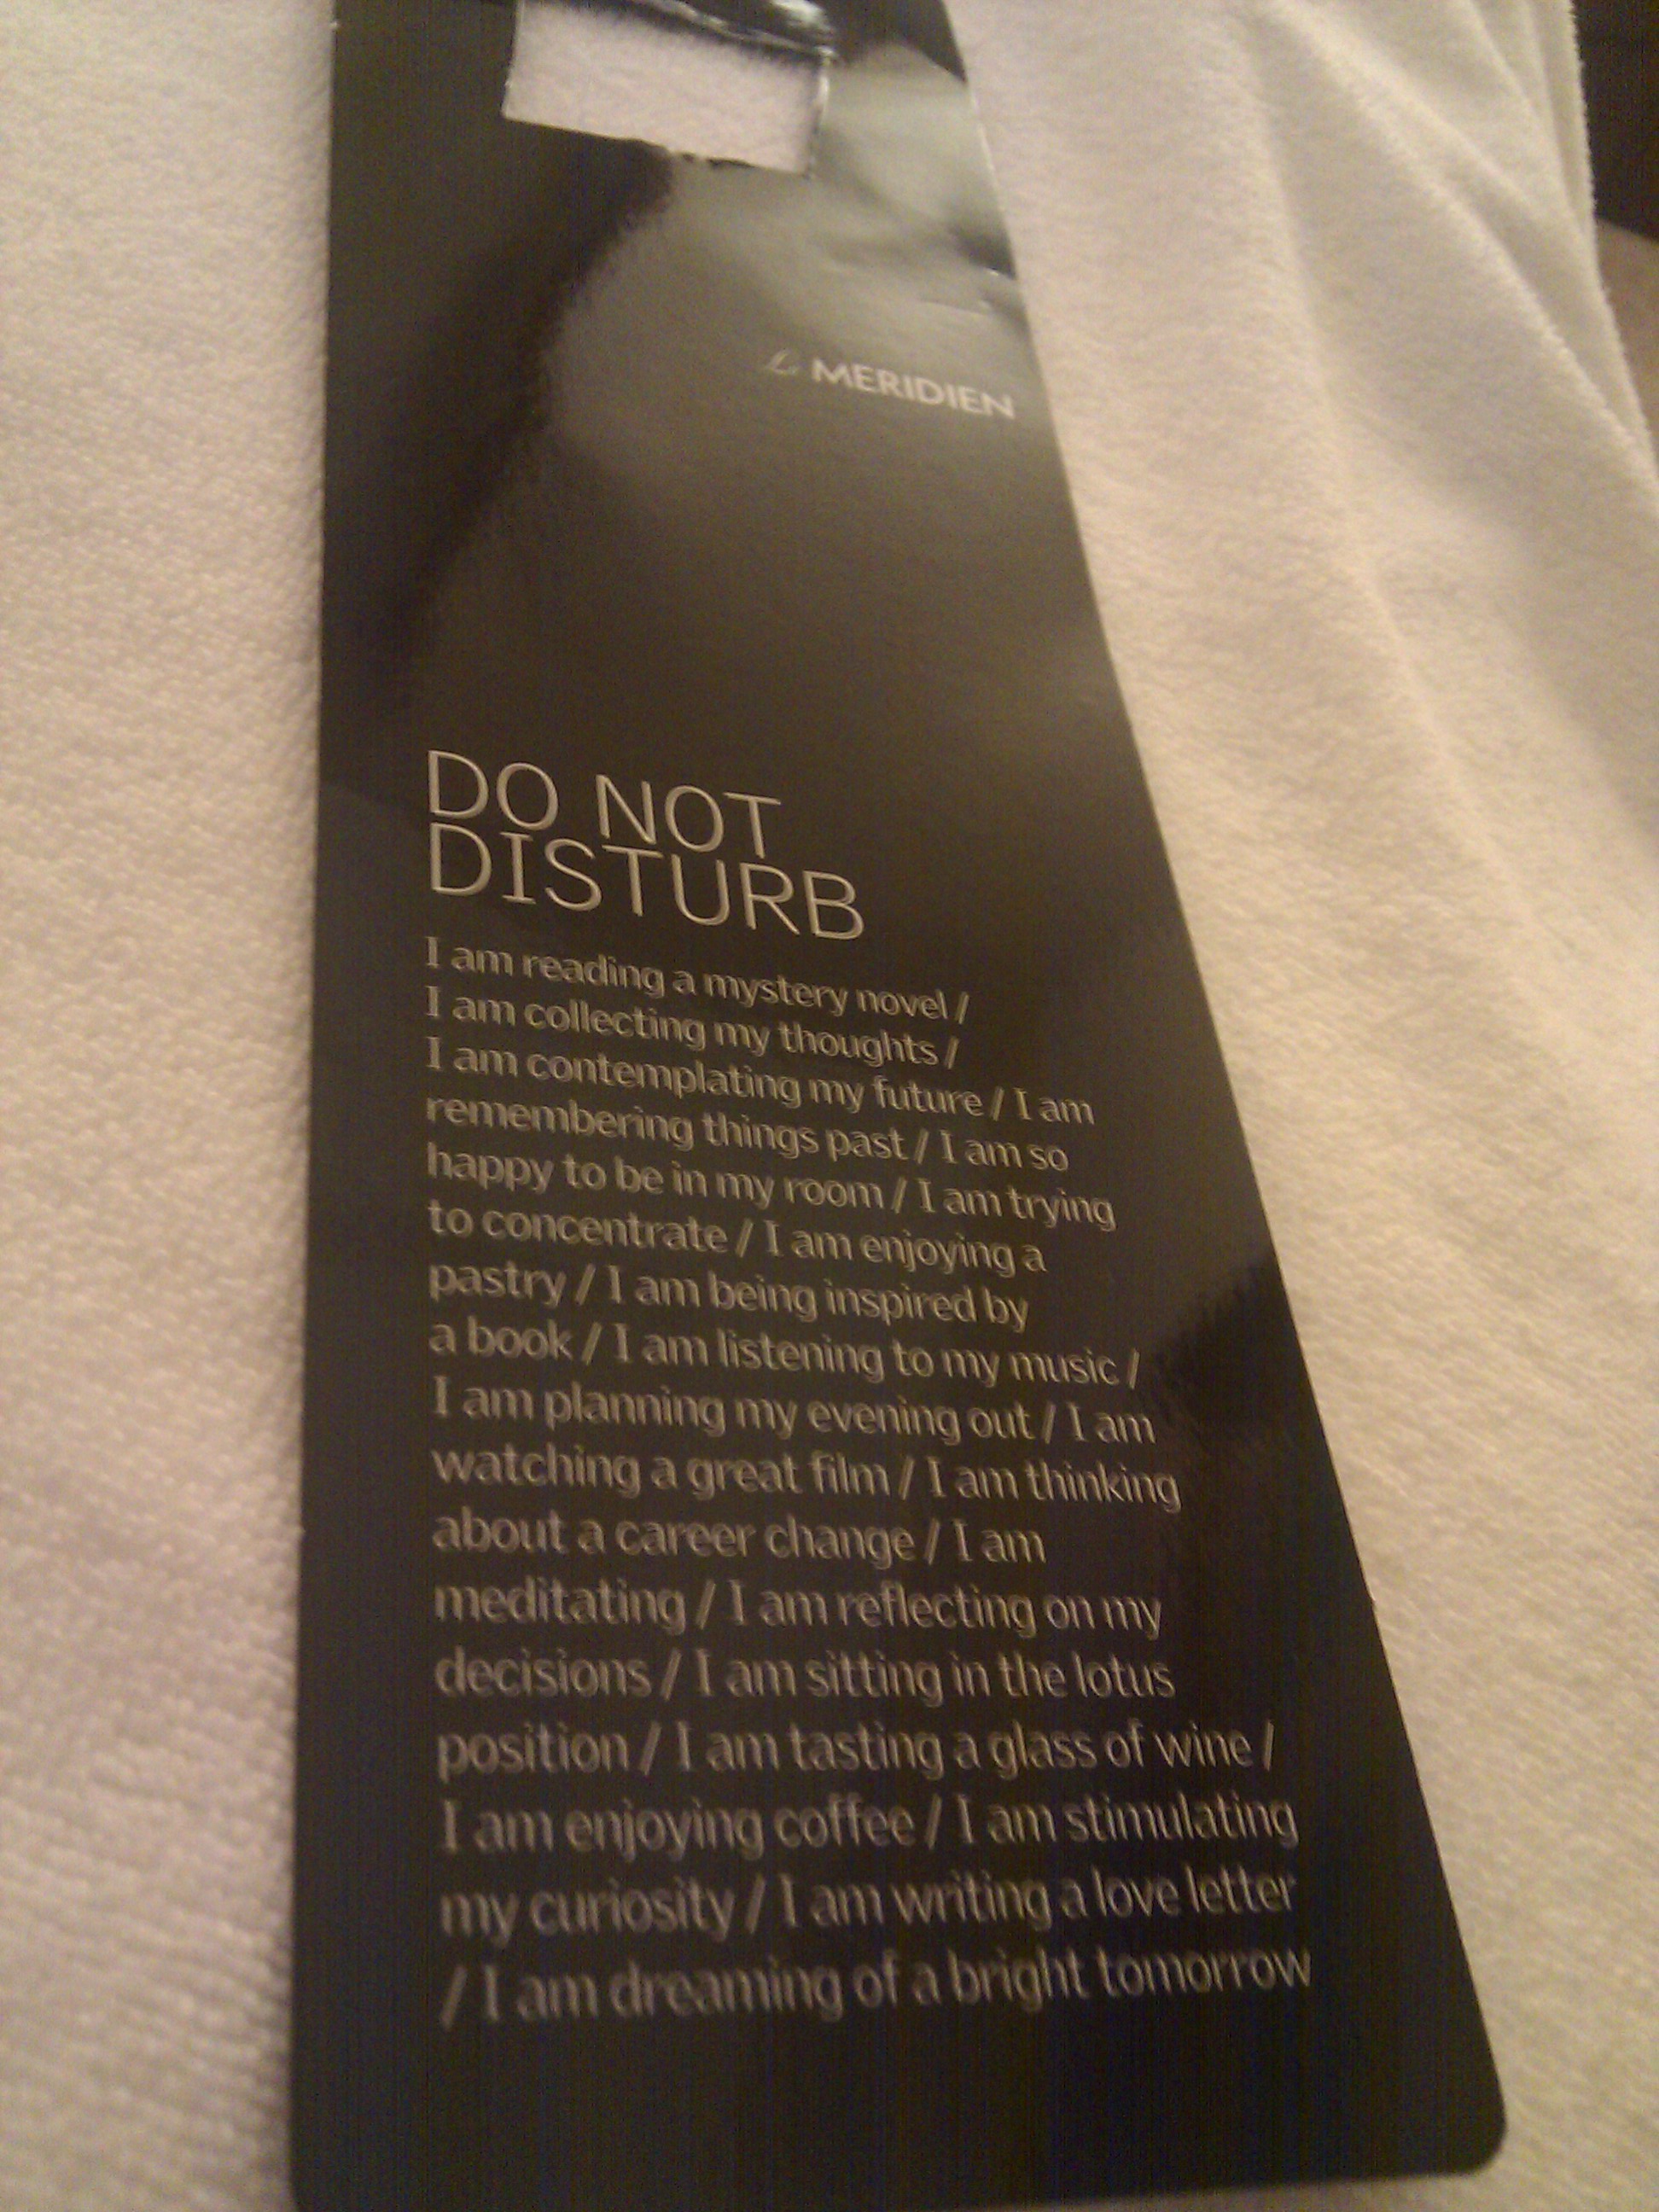 Le MERIDIEN
DO NOT
DISTURB
I am reading a mystery novel /
I am collecting my thoughts /
I am contemplating my future / I am
remembering things past / I am so
happy to be in my room / I am trying
to concentrate / I am enjoying a
pastry / I am being inspired by
a book / I am listening to my music /
I am planning my evening out / I am
watching a great film / I am thinking
about a career change / I am
meditating / I am reflecting on my
decisions / I am sitting in the lotus
position / I am tasting a glass of wine /
I am enjoying coffee / I am stimulating
my curiosity / I am writing a love letter
/ I am dreaming of a bright tomorrow